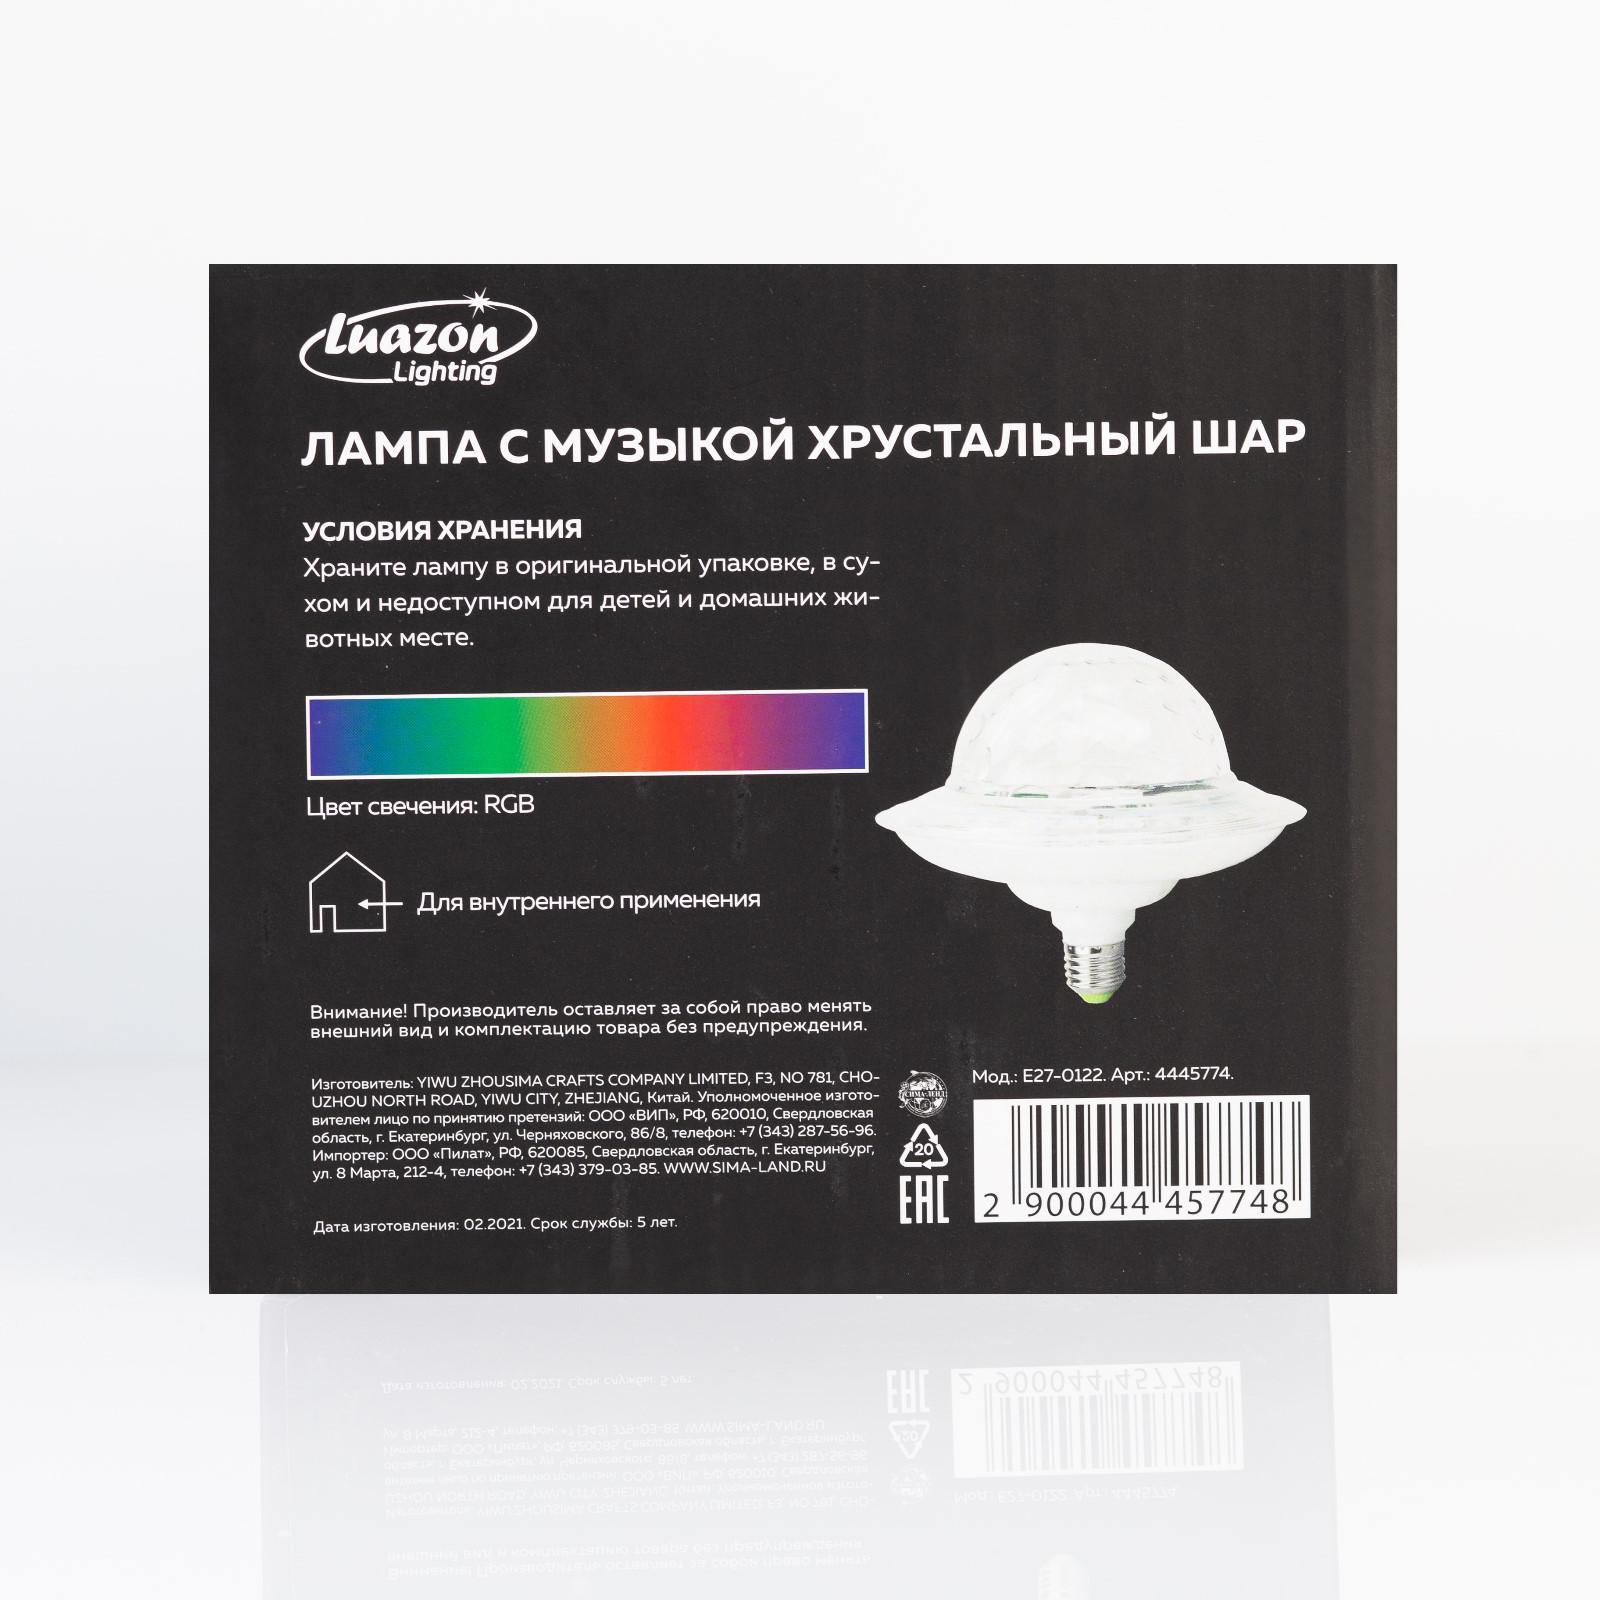 Luazon
Lighting
ЛАМПА С МУЗЫКОЙ ХРУСТАЛЬНЫЙ ШАР
УСЛОВИЯ ХРАНЕНИЯ
Храните лампу в оригинальной упаковке, в су-
хом и недоступном для детей и домашних жи-
вотных месте.
Цвет свечения: RGB
Для внутреннего применения
Внимание! Производитель оставляет за собой право менять
внешний вид и комплектацию товара без предупреждения.
Изготовитель: YIWU ZHOUSIMA CRAFTS COMPANY LIMITED, F3, NO 781, CHO-
UZHOU NORTH ROAD, YIWU CITY, ZHEJIANG, Китай. Уполномоченное изгото-
вителем лицо по принятию претензий: ООО «ВИП», РФ, 620010, Свердловская
область, г. Екатеринбург, ул. Черняховского, 86/8, телефон: +7 (343) 287-56-96.
Импортер: ООО «Пилат», РФ, 620085, Свердловская область, г. Екатеринбург,
ул. 8 Марта, 212-4, телефон: +7 (343) 379-03-85. WWW.SIMA-LAND.RU
Дата изготовления: 02.2021. Срок службы: 5 лет.
СИМА-ЛЕНД
20
EAC
Мод.: E27-0122. Арт.: 4445774.
2 900044 457748